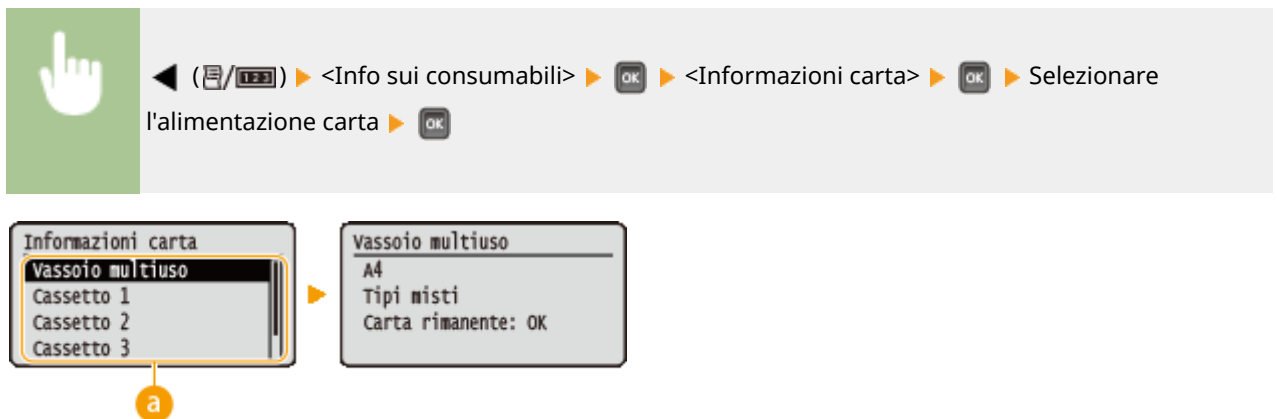 ◀ ( / 123 ) ▶ <Info sui consumabili> ▶ OK ▶ <Informazioni carta> ▶ OK ▶ Selezionare
l'alimentazione carta ▶ OK
Informazioni carta
Vassoio multiuso
Cassetto 1
Cassetto 2
Cassetto 3
a
Vassoio multiuso
A4
Tipi misti
Carta rimanente: OK